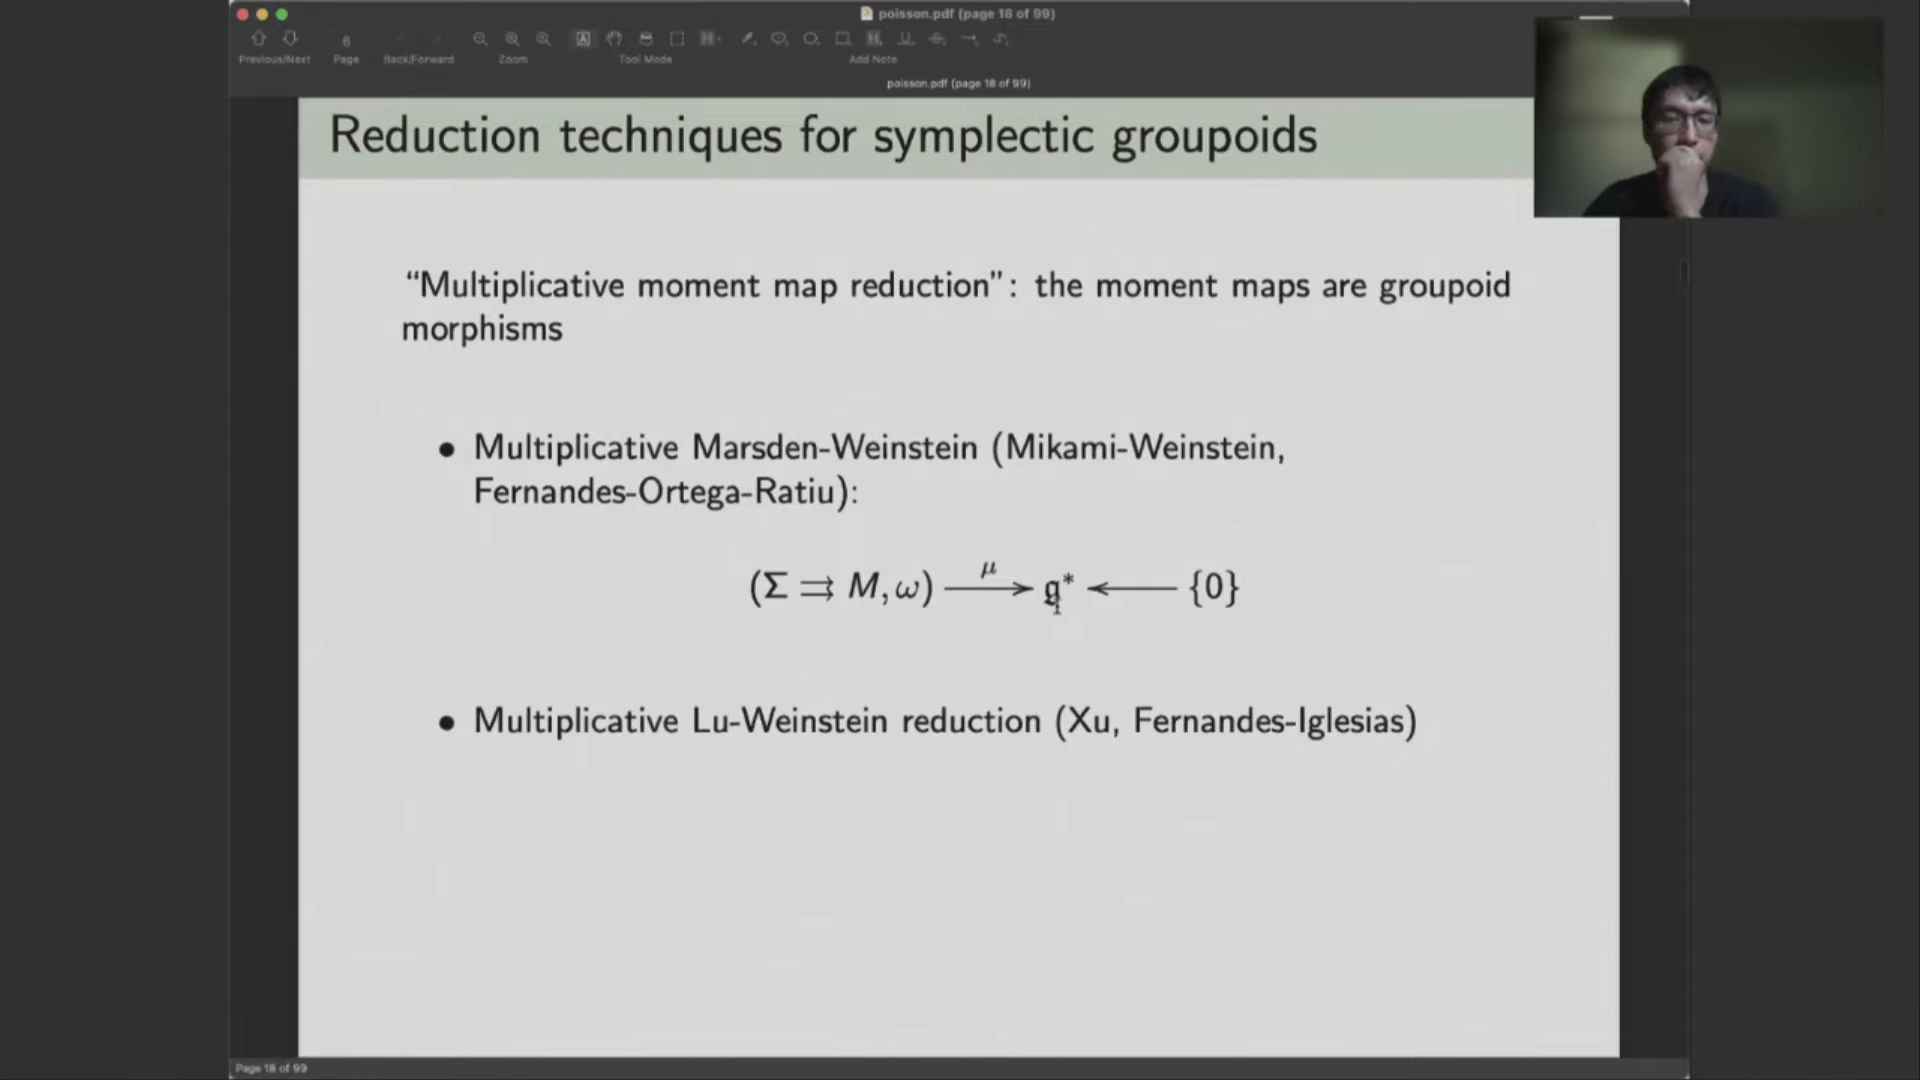 poisson.pdf (page 18 of 99)
6
Previous/Next Page Back/Forward Zoom Tool Mode Add Note
poisson.pdf (page 18 of 99)
Reduction techniques for symplectic groupoids
“Multiplicative moment map reduction”: the moment maps are groupoid
morphisms
• Multiplicative Marsden-Weinstein (Mikami-Weinstein,
Fernandes-Ortega-Ratiu):
(Σ ⇉ M, ω) —μ→ 𝔤* ←— {0}
• Multiplicative Lu-Weinstein reduction (Xu, Fernandes-Iglesias)
Page 18 of 99